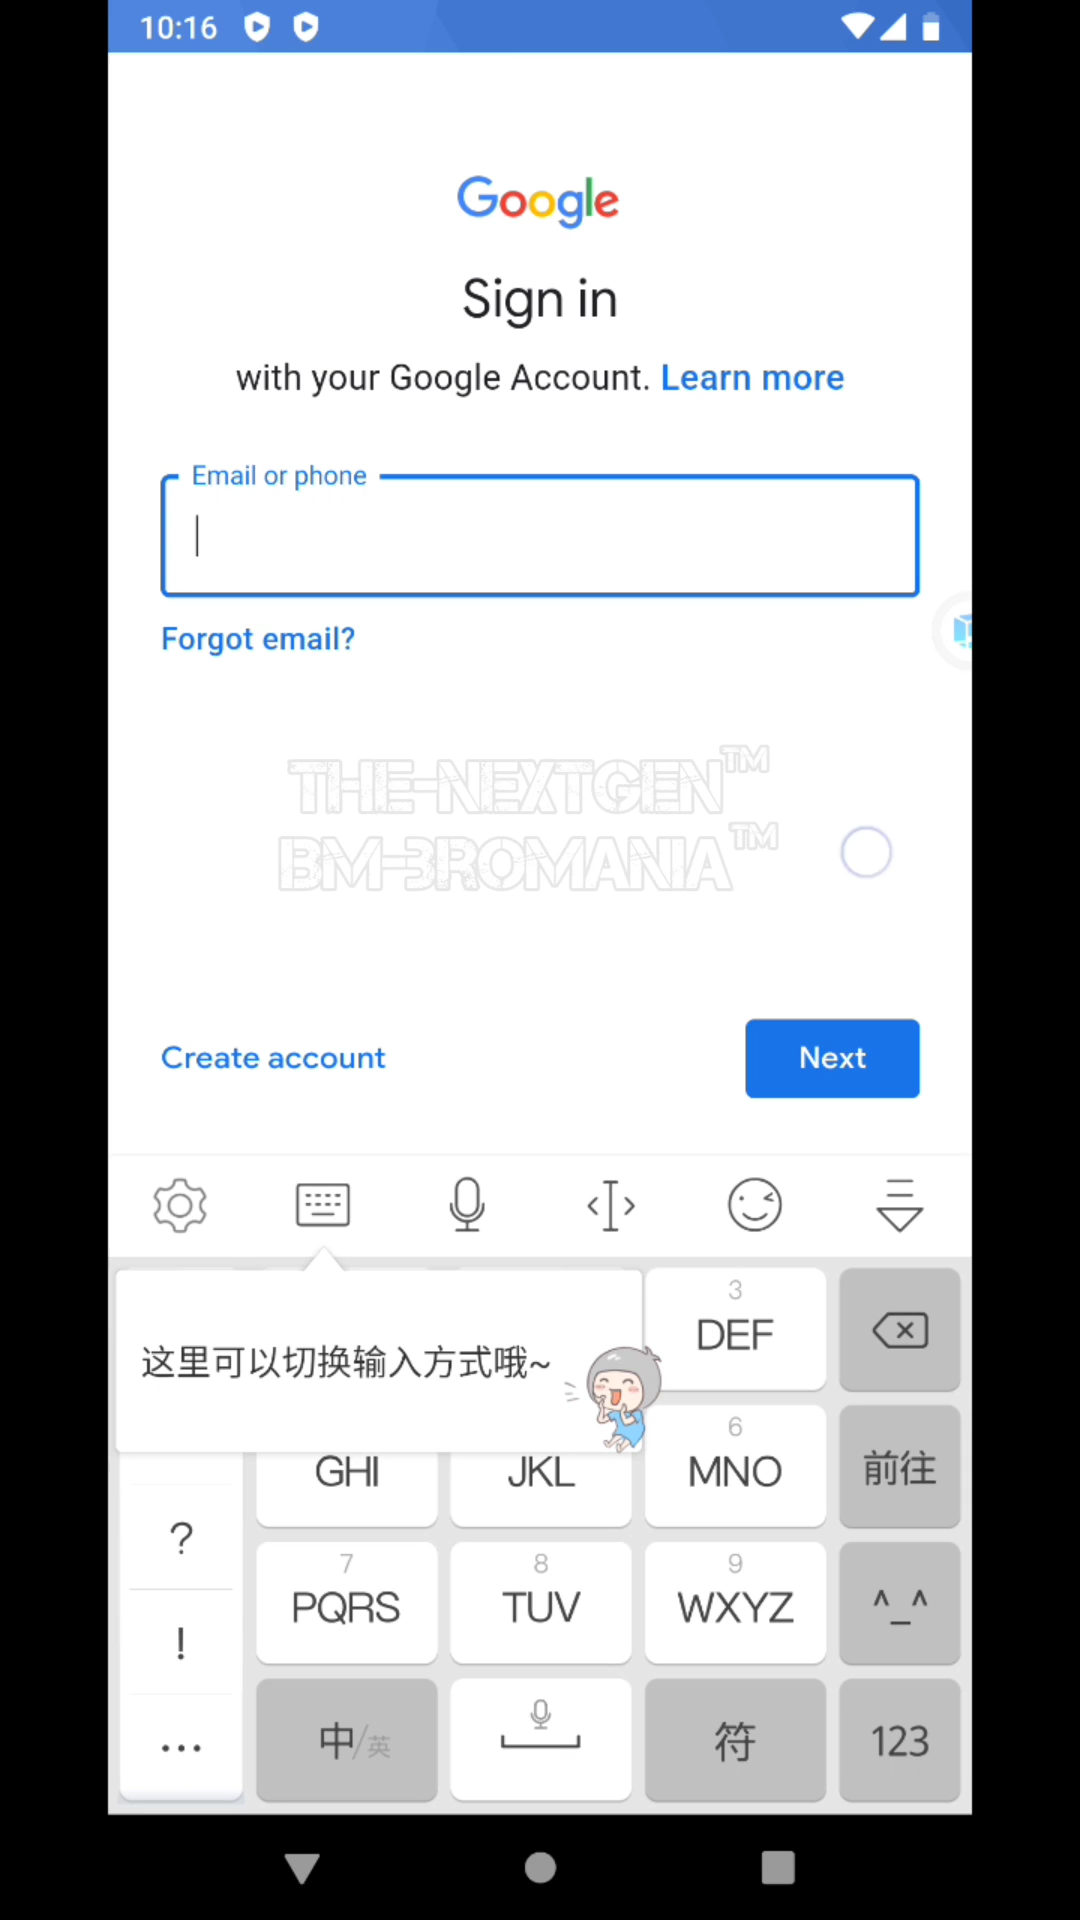 10:16
Google
Sign in
with your Google Account. Learn more
Email or phone
Forgot email?
THE-NEXTGEN™
BM-BROMANIA™
Create account
Next
这里可以切换输入方式哦~
3
DEF
GHI
JKL
6
MNO
前往
?
7
PQRS
8
TUV
9
WXYZ
^_^
!
...
中/英
符
123